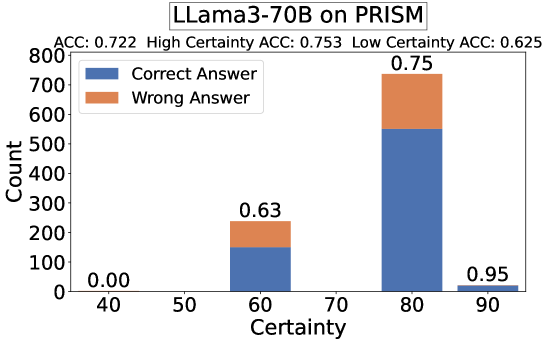 LLama3-70B on PRISM
ACC: 0.722 High Certainty ACC: 0.753 Low Certainty ACC: 0.625
Correct Answer
Wrong Answer
Count
800
700
600
500
400
300
200
100
0
0.00
0.63
0.75
0.95
40 50 60 70 80 90
Certainty